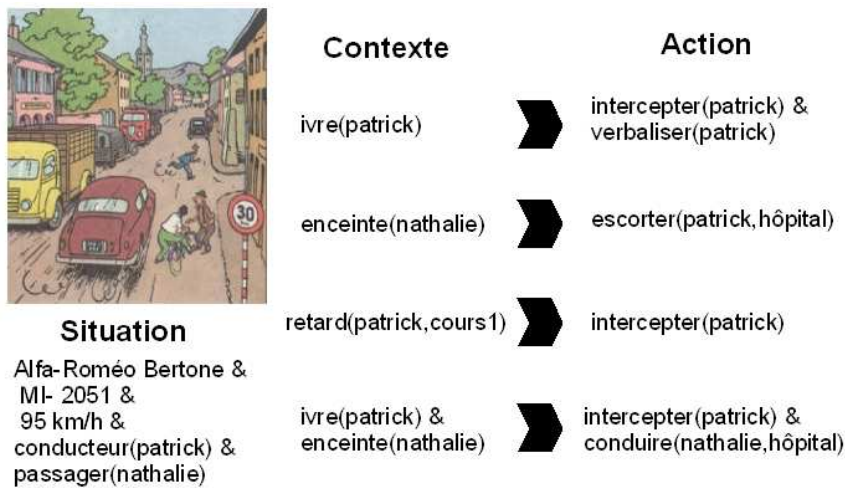 Contexte
Action
ivre(patrick)
intercepter(patrick) &
verbaliser(patrick)
enceinte(nathalie)
escorter(patrick,hôpital)
30
retard(patrick,cours1)
intercepter(patrick)
Situation
Alfa-Roméo Bertone &
MI- 2051 &
95 km/h &
conducteur(patrick) &
passager(nathalie)
ivre(patrick) &
enceinte(nathalie)
intercepter(patrick) &
conduire(nathalie,hôpital)